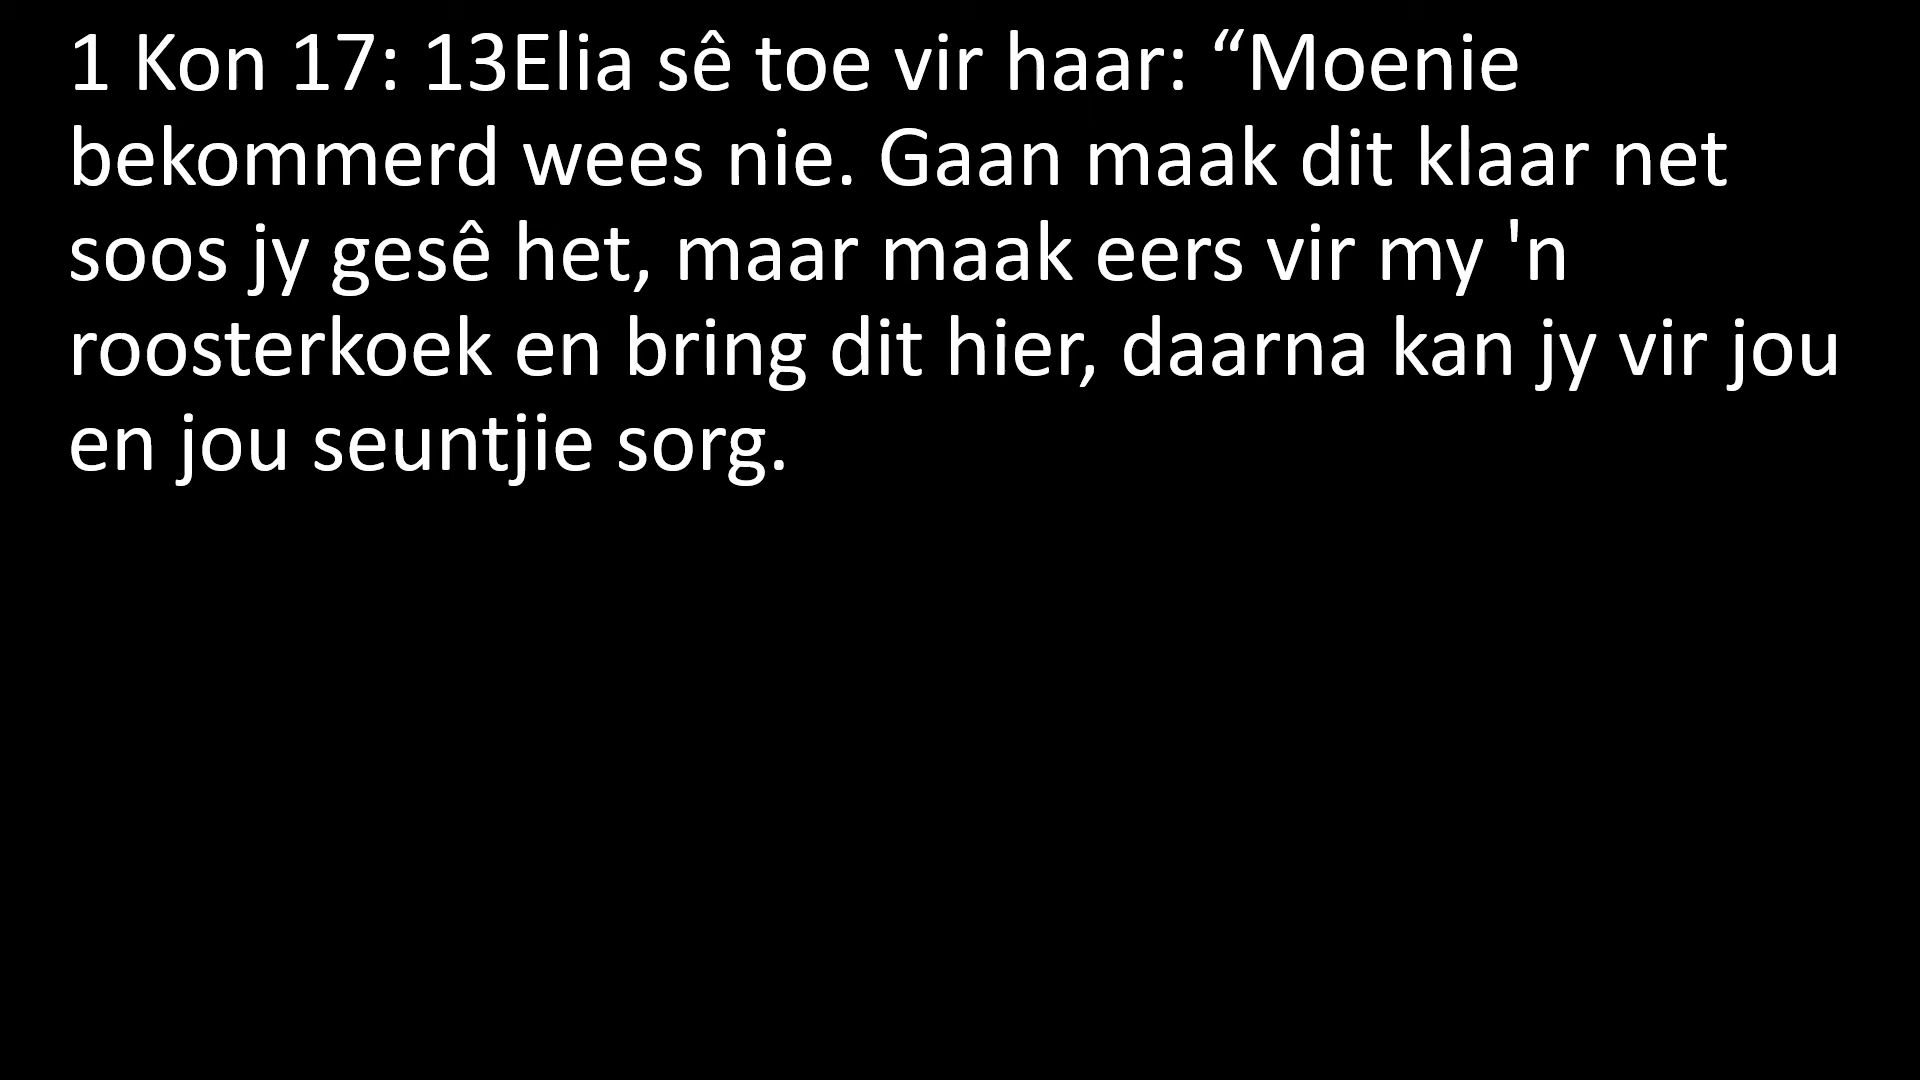 1 Kon 17: 13Elia sê toe vir haar: “Moenie
bekommerd wees nie. Gaan maak dit klaar net
soos jy gesê het, maar maak eers vir my 'n
roosterkoek en bring dit hier, daarna kan jy vir jou
en jou seuntjie sorg.